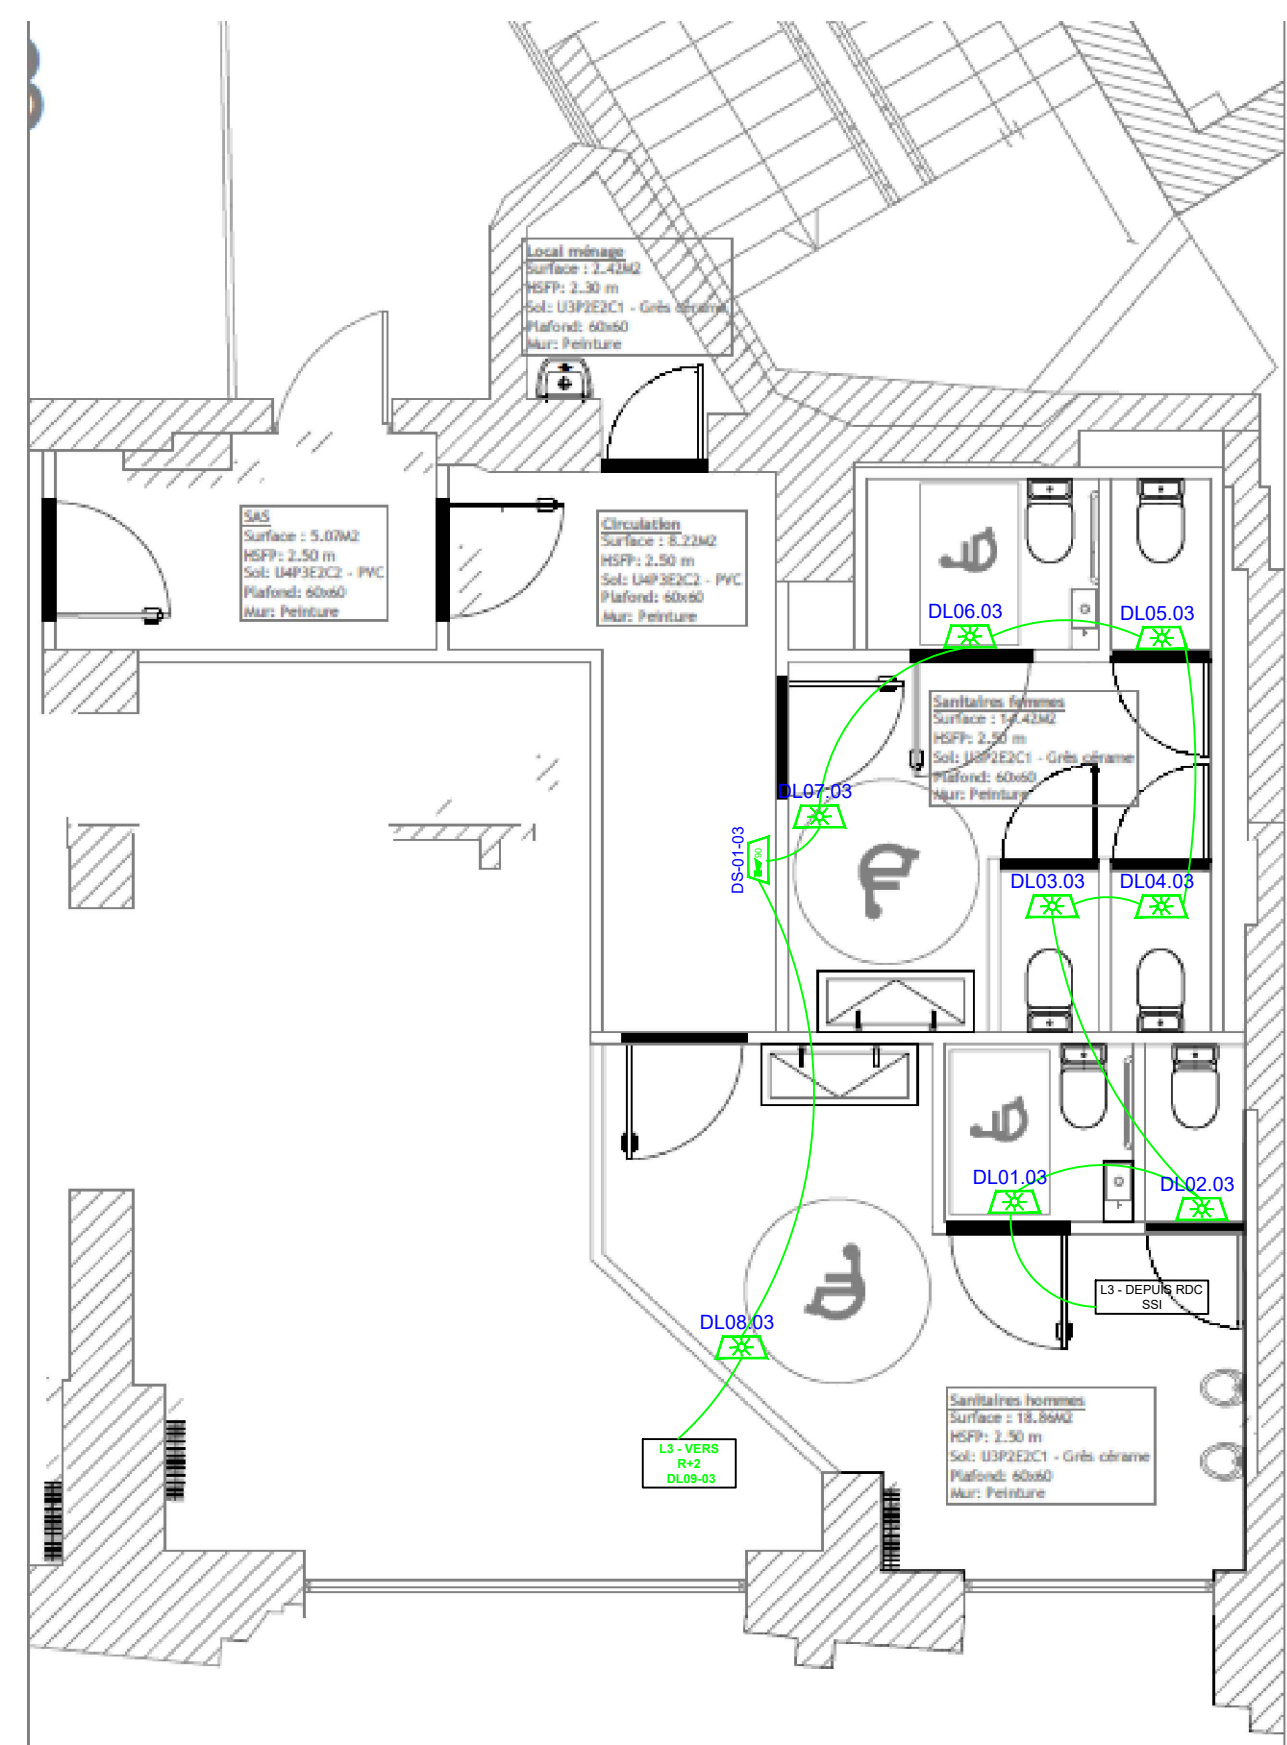 Local ménage
Surface : 2.42M2
HSFP: 2.30 m
Sol: U3P2E2C1 - Grès cérame
Plafond: 60x60
Mur: Peinture
SAS
Surface : 5.07M2
HSFP: 2.50 m
Sol: U4P3E2C2 - PVC
Plafond: 60x60
Mur: Peinture
Circulation
Surface : 8.22M2
HSFP: 2.50 m
Sol: U4P3E2C2 - PVC
Plafond: 60x60
Mur: Peinture
DL06.03
DL05.03
Sanitaires femmes
Surface :
HSFP: 2.50 m
Sol: U3P2E2C1 - Grès cérame
Plafond: 60x60
Mur: Peinture
DL07.03
DS-01-03
DL03.03
DL04.03
DL01.03
DL02.03
L3 - DEPUIS RDC
SSI
DL08.03
L3 - VERS
R+2
DL09-03
Sanitaires hommes
Surface : 18.86M2
HSFP: 2.50 m
Sol: U3P2E2C1 - Grès cérame
Plafond: 60x60
Mur: Peinture